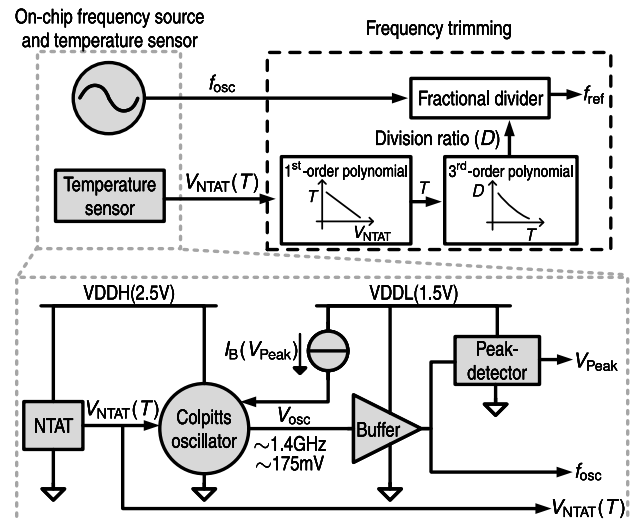 On-chip frequency source
and temperature sensor
Frequency trimming
fosc
Fractional divider
fref
Division ratio (D)
Temperature
sensor
VNTAT(T)
1st-order polynomial
T
VNTAT
T
3rd-order polynomial
D
T
VDDH(2.5V)
VDDL(1.5V)
IB(VPeak)
Peak-
detector
VPeak
NTAT
VNTAT(T)
Colpitts
oscillator
Vosc
~1.4GHz
~175mV
Buffer
fosc
VNTAT(T)